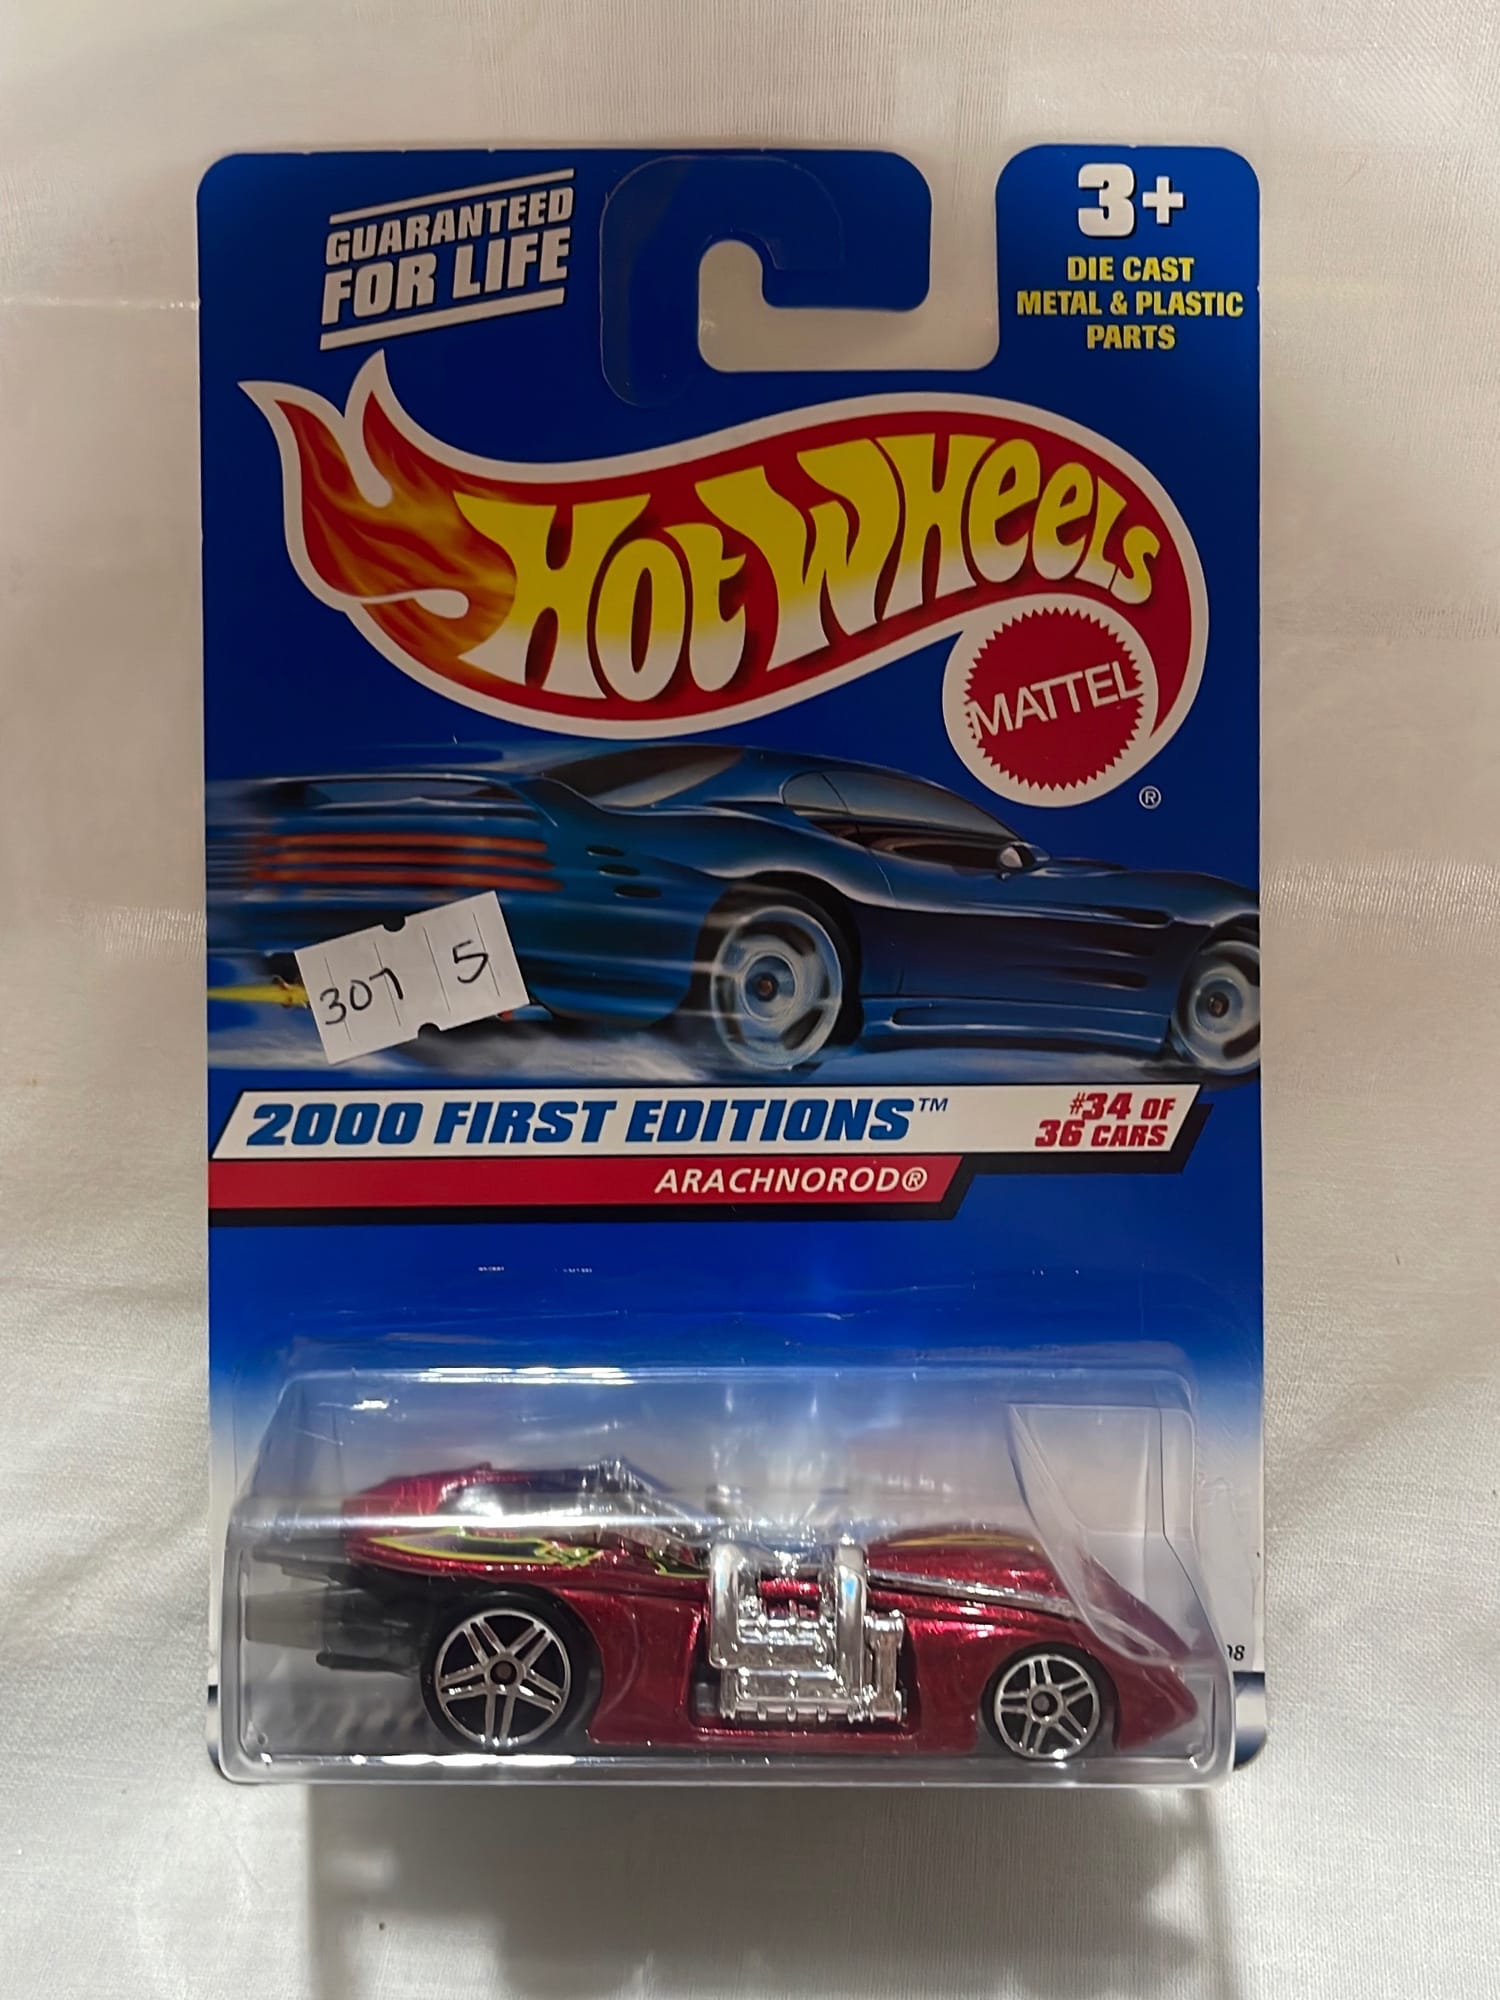 GUARANTEED
FOR LIFE
3+
DIE CAST
METAL & PLASTIC
PARTS
HOT WHEELS
MATTEL
®
307 5
2000 FIRST EDITIONS™
#34 OF
36 CARS
ARACHNOROD®